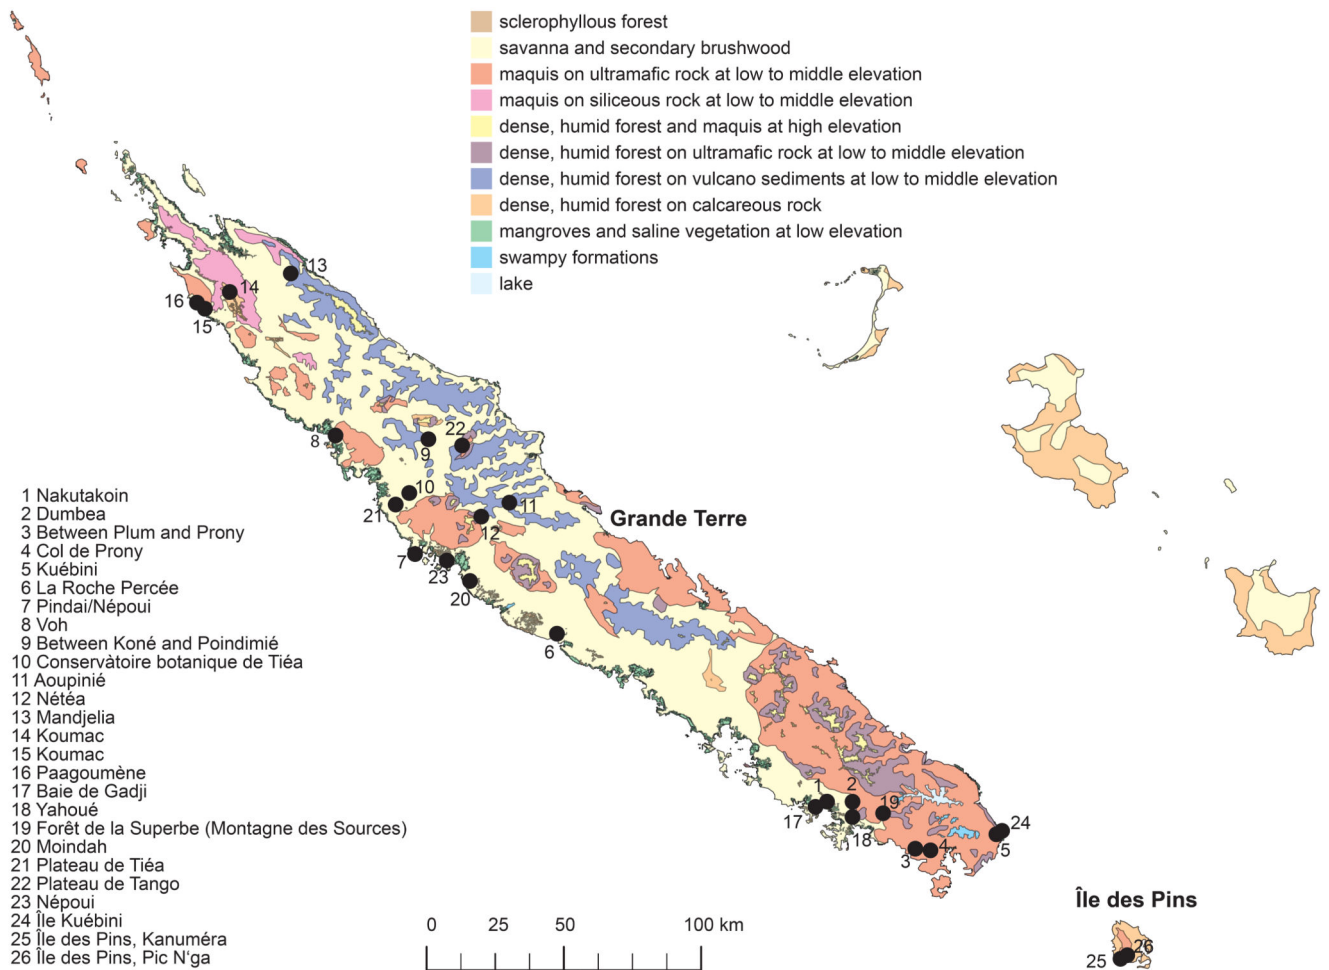 sclerophyllous forest
savanna and secondary brushwood
maquis on ultramafic rock at low to middle elevation
maquis on siliceous rock at low to middle elevation
dense, humid forest and maquis at high elevation
dense, humid forest on ultramafic rock at low to middle elevation
dense, humid forest on vulcano sediments at low to middle elevation
dense, humid forest on calcareous rock
mangroves and saline vegetation at low elevation
swampy formations
lake
13
14
16
15
8
22
9
10
21
11
12
7
23
20
6
Grande Terre
1
2
17
19
18
24
5
3
4
1 Nakutakoin
2 Dumbea
3 Between Plum and Prony
4 Col de Prony
5 Kuébini
6 La Roche Percée
7 Pindai/Népoui
8 Voh
9 Between Koné and Poindimié
10 Conservàtoire botanique de Tiéa
11 Aoupinié
12 Nétéa
13 Mandjelia
14 Koumac
15 Koumac
16 Paagoumène
17 Baie de Gadji
18 Yahoué
19 Forêt de la Superbe (Montagne des Sources)
20 Moindah
21 Plateau de Tiéa
22 Plateau de Tango
23 Népoui
24 Île Kuébini
25 Île des Pins, Kanuméra
26 Île des Pins, Pic N‘ga
0 25 50 100 km
Île des Pins
26
25